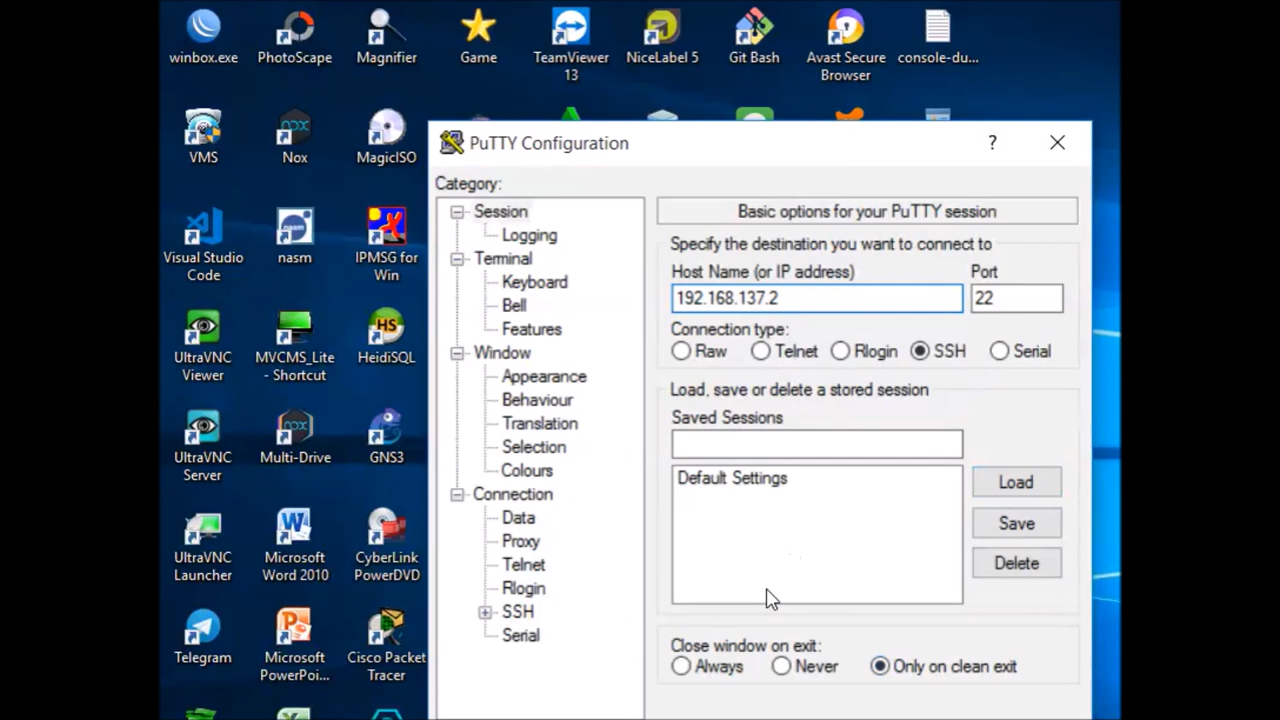 winbox.exe
PhotoScape
Magnifier
Game
TeamViewer
13
NiceLabel 5
Git Bash
Avast Secure
Browser
console-du...
VMS
Nox
MagicISO
Visual Studio
Code
nasm
IPMSG for
Win
UltraVNC
Viewer
MVCMS_Lite
- Shortcut
HeidiSQL
UltraVNC
Server
Multi-Drive
GNS3
UltraVNC
Launcher
Microsoft
Word 2010
CyberLink
PowerDVD
Telegram
Microsoft
PowerPoi...
Cisco Packet
Tracer
PuTTY Configuration
?
Category:
Session
Logging
Terminal
Keyboard
Bell
Features
Window
Appearance
Behaviour
Translation
Selection
Colours
Connection
Data
Proxy
Telnet
Rlogin
SSH
Serial
Basic options for your PuTTY session
Specify the destination you want to connect to
Host Name (or IP address)
Port
192.168.137.2
22
Connection type:
Raw Telnet Rlogin SSH Serial
Load, save or delete a stored session
Saved Sessions
Default Settings
Load
Save
Delete
Close window on exit:
Always Never Only on clean exit